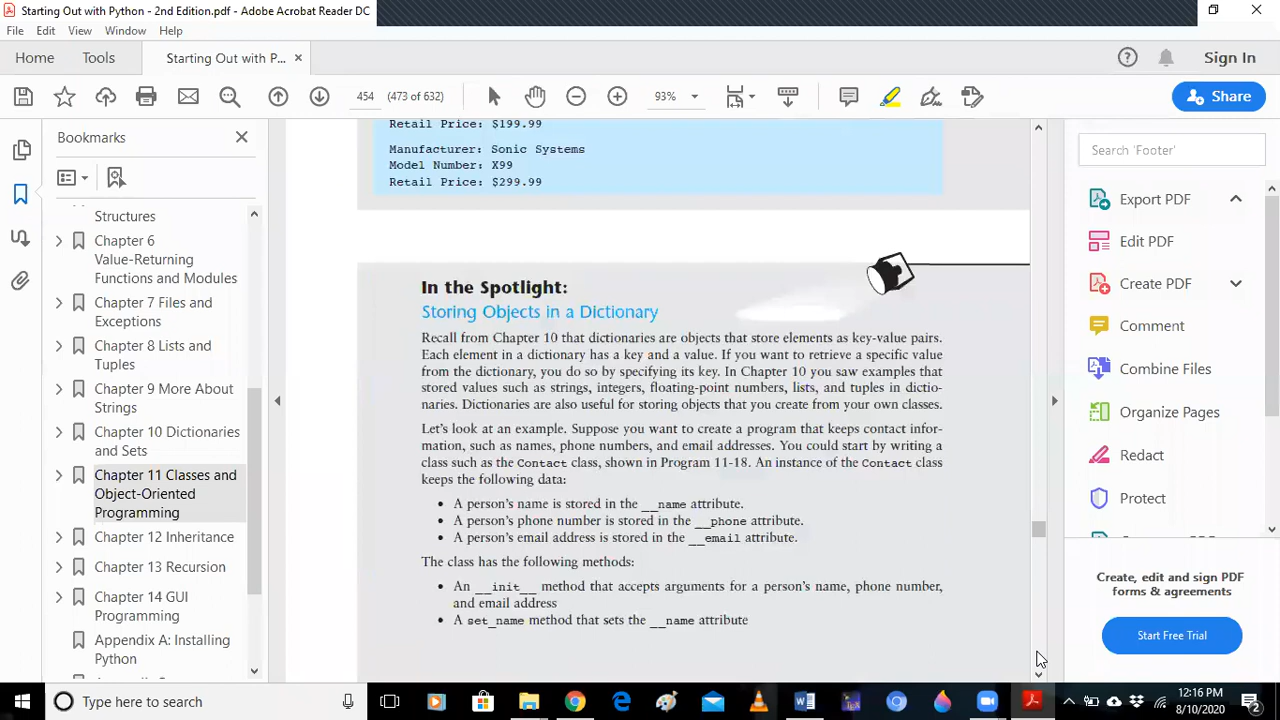 Starting Out with Python - 2nd Edition.pdf - Adobe Acrobat Reader DC
File Edit View Window Help
Home Tools Starting Out with P... × Sign In
454 (473 of 632) 93% Share
Bookmarks
Structures
Chapter 6
Value-Returning
Functions and Modules
Chapter 7 Files and
Exceptions
Chapter 8 Lists and
Tuples
Chapter 9 More About
Strings
Chapter 10 Dictionaries
and Sets
Chapter 11 Classes and
Object-Oriented
Programming
Chapter 12 Inheritance
Chapter 13 Recursion
Chapter 14 GUI
Programming
Appendix A: Installing
Python
Retail Price: $199.99
Manufacturer: Sonic Systems
Model Number: X99
Retail Price: $299.99
In the Spotlight:
Storing Objects in a Dictionary
Recall from Chapter 10 that dictionaries are objects that store elements as key-value pairs.
Each element in a dictionary has a key and a value. If you want to retrieve a specific value
from the dictionary, you do so by specifying its key. In Chapter 10 you saw examples that
stored values such as strings, integers, floating-point numbers, lists, and tuples in dictio-
naries. Dictionaries are also useful for storing objects that you create from your own classes.
Let's look at an example. Suppose you want to create a program that keeps contact infor-
mation, such as names, phone numbers, and email addresses. You could start by writing a
class such as the Contact class, shown in Program 11-18. An instance of the Contact class
keeps the following data:
• A person's name is stored in the __name attribute.
• A person's phone number is stored in the __phone attribute.
• A person's email address is stored in the __email attribute.
The class has the following methods:
• An __init__ method that accepts arguments for a person's name, phone number,
and email address
• A set_name method that sets the __name attribute
Search 'Footer'
Export PDF
Edit PDF
Create PDF
Comment
Combine Files
Organize Pages
Redact
Protect
Create, edit and sign PDF
forms & agreements
Start Free Trial
Type here to search
12:16 PM
8/10/2020
2